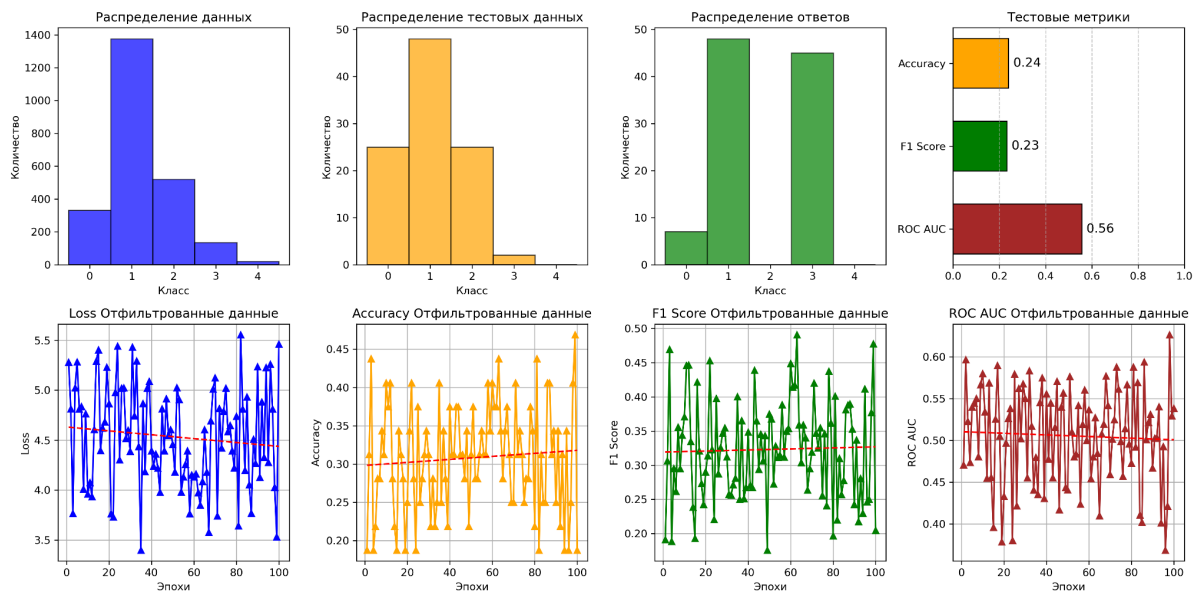 Распределение данных
Количество
1400
1200
1000
800
600
400
200
0
0 1 2 3 4
Класс
Распределение тестовых данных
Количество
50
40
30
20
10
0
0 1 2 3 4
Класс
Распределение ответов
Количество
50
40
30
20
10
0
0 1 2 3 4
Класс
Тестовые метрики
Accuracy
0.24
F1 Score
0.23
ROC AUC
0.56
0.0 0.2 0.4 0.6 0.8 1.0
Loss Отфильтрованные данные
Loss
5.5
5.0
4.5
4.0
3.5
0 20 40 60 80 100
Эпохи
Accuracy Отфильтрованные данные
Accuracy
0.45
0.40
0.35
0.30
0.25
0.20
0 20 40 60 80 100
Эпохи
F1 Score Отфильтрованные данные
F1 Score
0.50
0.45
0.40
0.35
0.30
0.25
0.20
0 20 40 60 80 100
Эпохи
ROC AUC Отфильтрованные данные
ROC AUC
0.60
0.55
0.50
0.45
0.40
0 20 40 60 80 100
Эпохи